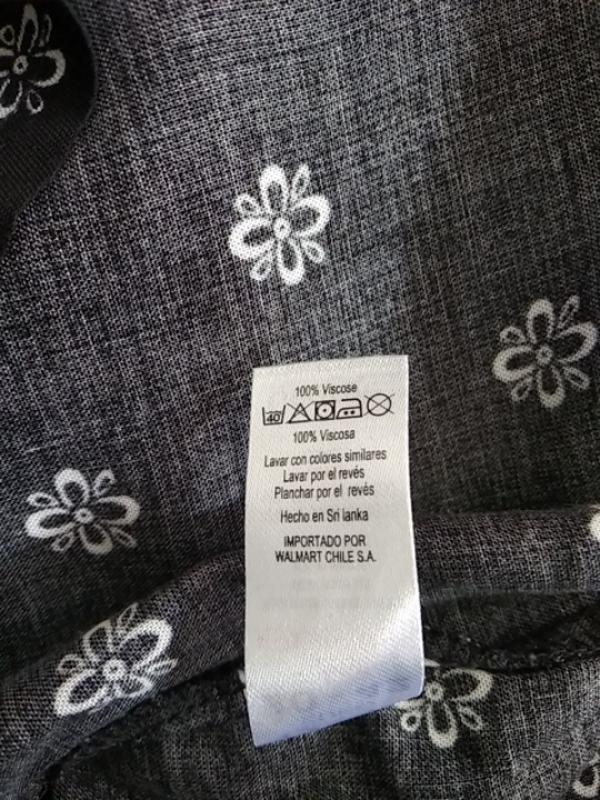 100% Viscose
40
100% Viscosa
Lavar con colores similares
Lavar por el revés
Planchar por el revés
Hecho en Sri lanka
IMPORTADO POR
WALMART CHILE S.A.